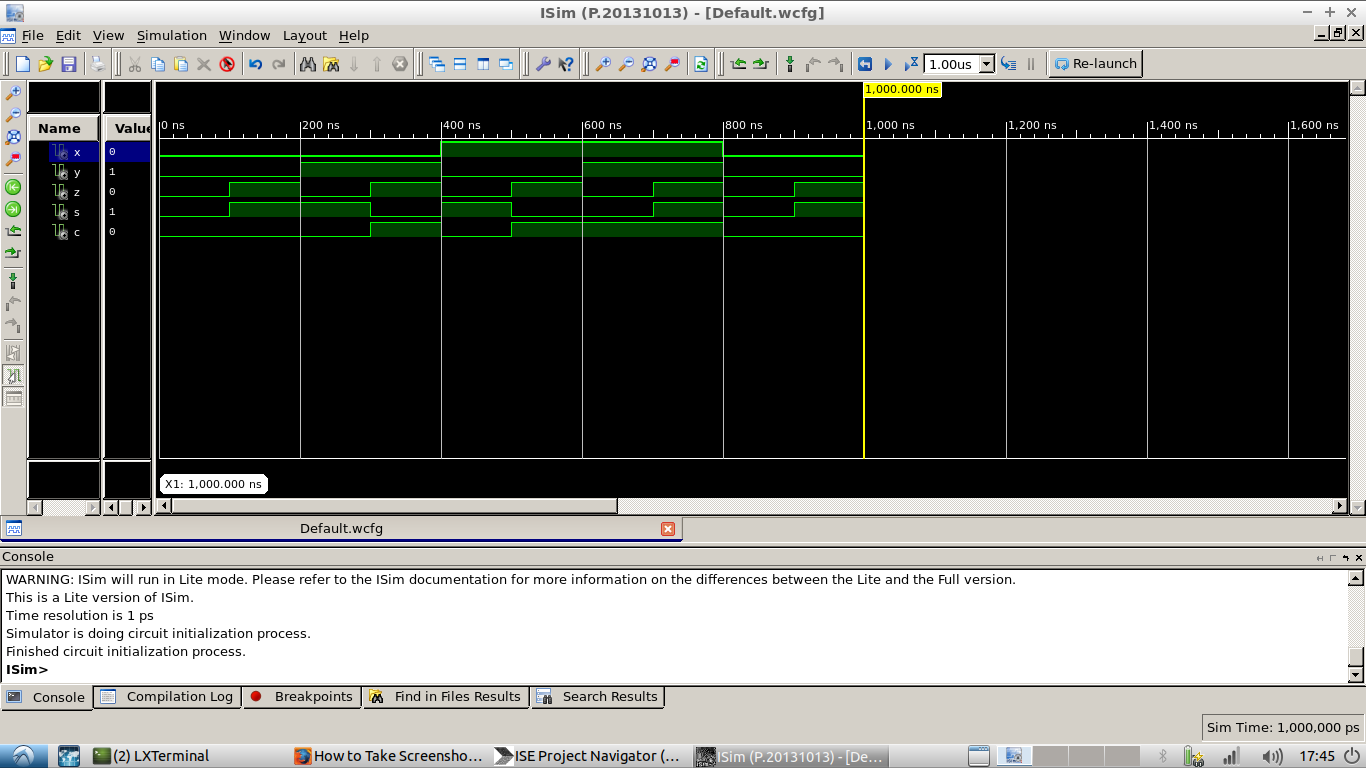 ISim (P.20131013) - [Default.wcfg]
File Edit View Simulation Window Layout Help
1.00us Re-launch
1,000.000 ns
Name Value
0 ns 200 ns 400 ns 600 ns 800 ns 1,000 ns 1,200 ns 1,400 ns 1,600 ns
x 0
y 1
z 0
s 1
c 0
X1: 1,000.000 ns
Default.wcfg
Console
WARNING: ISim will run in Lite mode. Please refer to the ISim documentation for more information on the differences between the Lite and the Full version.
This is a Lite version of ISim.
Time resolution is 1 ps
Simulator is doing circuit initialization process.
Finished circuit initialization process.
ISim>
Console Compilation Log Breakpoints Find in Files Results Search Results
Sim Time: 1,000,000 ps
(2) LXTerminal How to Take Screensho... ISE Project Navigator (... ISim (P.20131013) - [De... 17:45